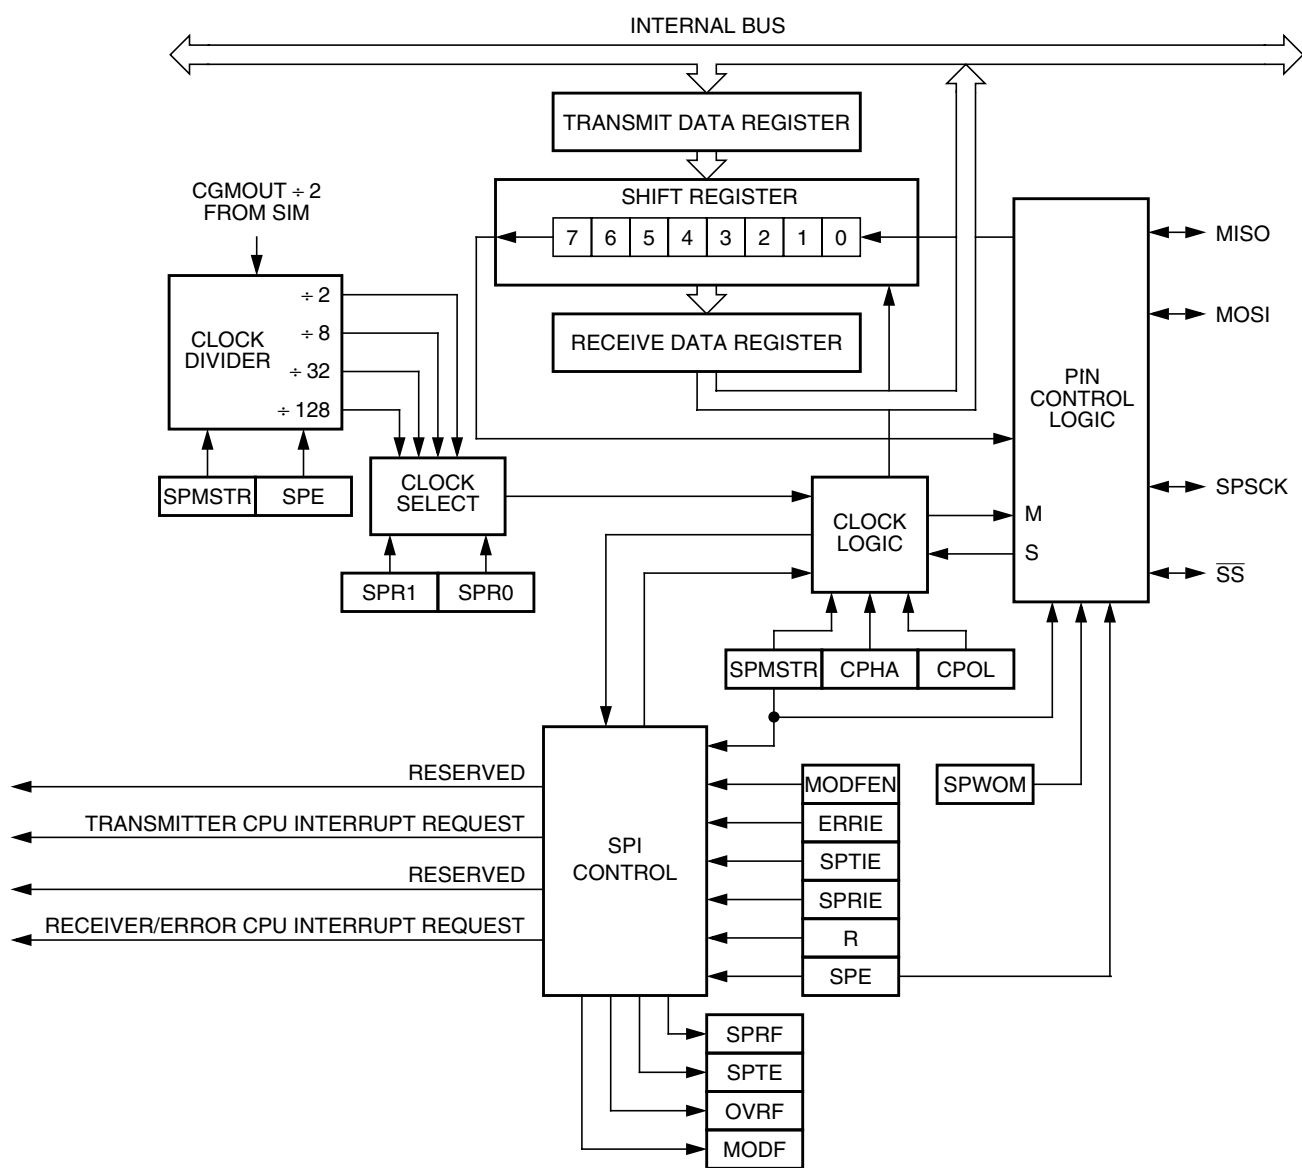 INTERNAL BUS
TRANSMIT DATA REGISTER
CGMOUT ÷ 2
FROM SIM
SHIFT REGISTER
7 6 5 4 3 2 1 0
MISO
÷ 2
MOSI
CLOCK
DIVIDER
÷ 8
÷ 32
÷ 128
RECEIVE DATA REGISTER
PIN
CONTROL
LOGIC
SPMSTR SPE
CLOCK
SELECT
SPSCK
CLOCK
LOGIC
M
S
SS
SPR1 SPR0
SPMSTR CPHA CPOL
RESERVED
TRANSMITTER CPU INTERRUPT REQUEST
RESERVED
RECEIVER/ERROR CPU INTERRUPT REQUEST
SPI
CONTROL
MODFEN
ERRIE
SPTIE
SPRIE
R
SPE
SPWOM
SPRF
SPTE
OVRF
MODF